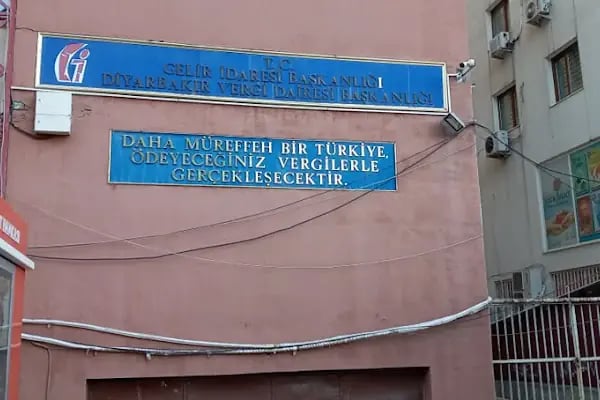 T.C.
GELİR İDARESİ BAŞKANLIĞI
DİYARBAKIR VERGİ DAİRESİ BAŞKANLIĞI
DAHA MÜREFFEH BİR TÜRKİYE,
ÖDEYECEĞİNİZ VERGİLERLE
GERÇEKLEŞECEKTİR.